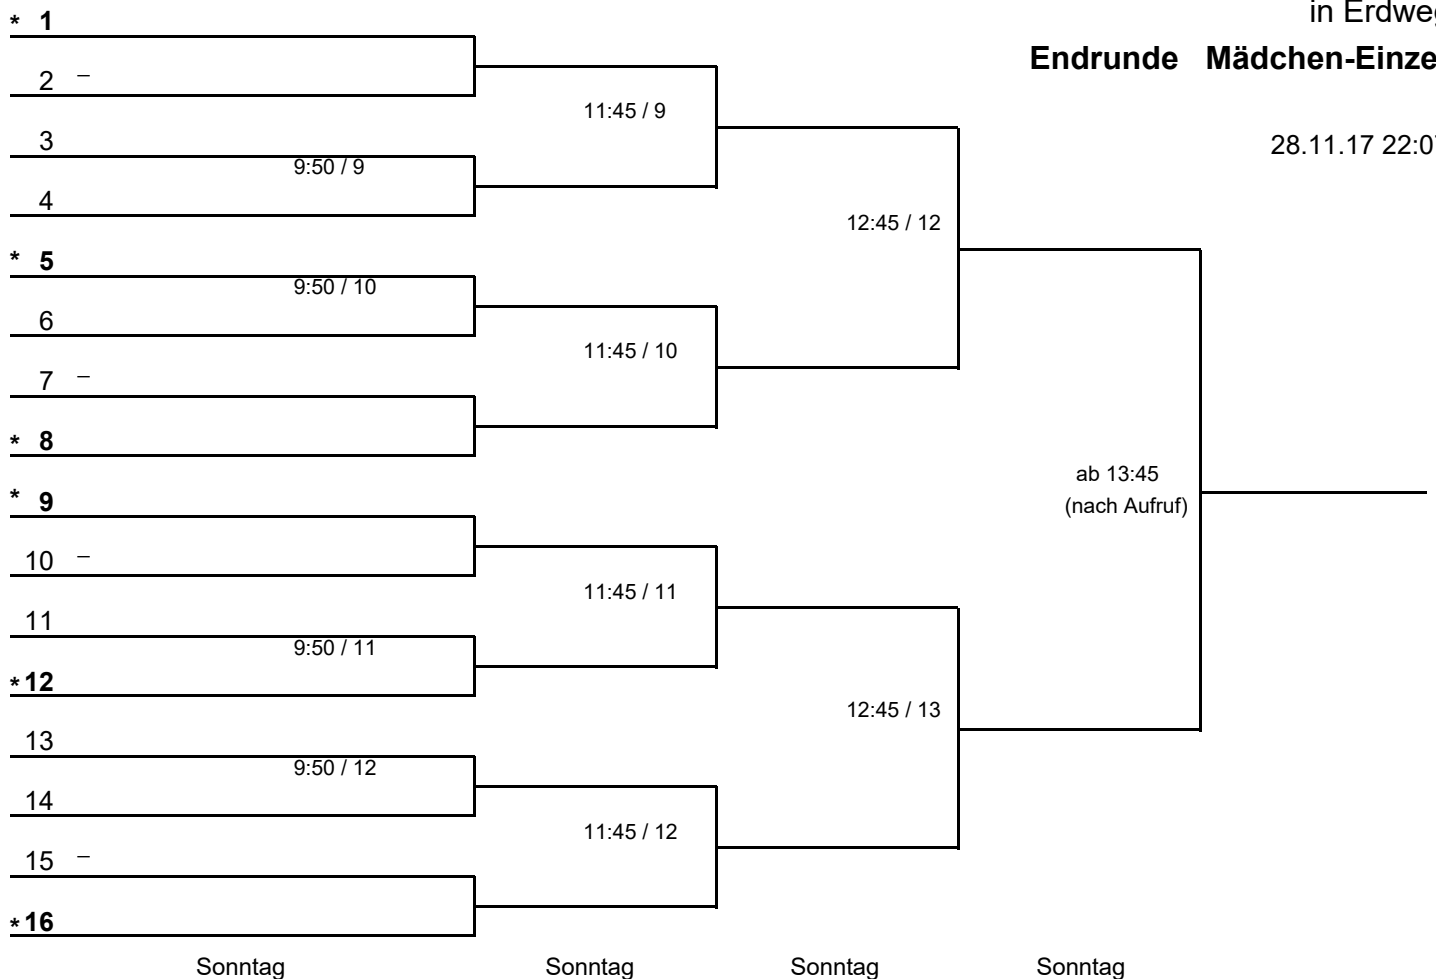 * 1
in Erdweg
Endrunde Mädchen-Einze
2 –
11:45 / 9
3
28.11.17 22:07
9:50 / 9
4
12:45 / 12
* 5
9:50 / 10
6
11:45 / 10
7 –
* 8
ab 13:45
* 9
(nach Aufruf)
10 –
11:45 / 11
11
9:50 / 11
* 12
12:45 / 13
13
9:50 / 12
14
11:45 / 12
15 –
* 16
Sonntag Sonntag Sonntag Sonntag